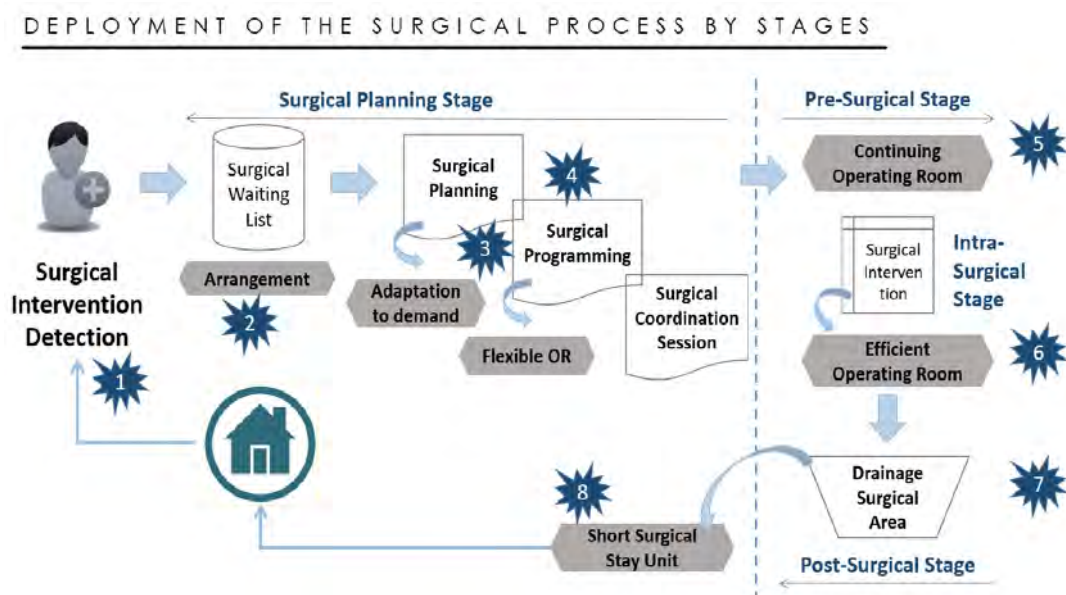 DEPLOYMENT OF THE SURGICAL PROCESS BY STAGES
Surgical Planning Stage
Pre-Surgical Stage
Surgical
Waiting
List
Surgical
Planning
4
Continuing
Operating Room
5
Surgical
Intervention
Detection
Arrangement
2
3
Surgical
Programming
Adaptation
to demand
Surgical
Interven
tion
Intra-
Surgical
Stage
Surgical
Coordination
Session
Flexible OR
Efficient
Operating Room
6
1
Drainage
Surgical
Area
7
8
Short Surgical
Stay Unit
Post-Surgical Stage